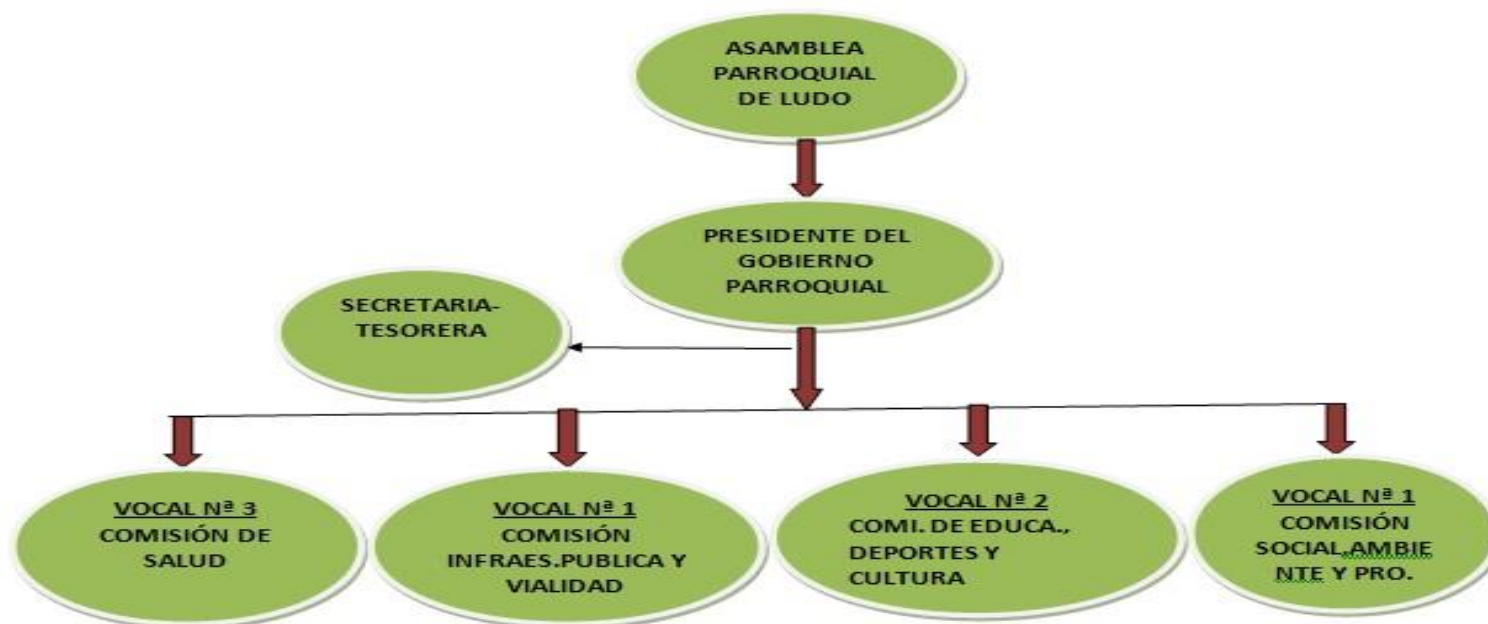 ASAMBLEA
PARROQUIAL
DE LUDO
PRESIDENTE DEL
GOBIERNO
PARROQUIAL
SECRETARIA-
TESORERA
VOCAL Nª 3
COMISIÓN DE
SALUD
VOCAL Nª 1
COMISIÓN
INFRAES.PUBLICA Y
VIALIDAD
VOCAL Nª 2
COMI. DE EDUCA.,
DEPORTES Y
CULTURA
VOCAL Nª 1
COMISIÓN
SOCIAL,AMBIE
NTE Y PRO.